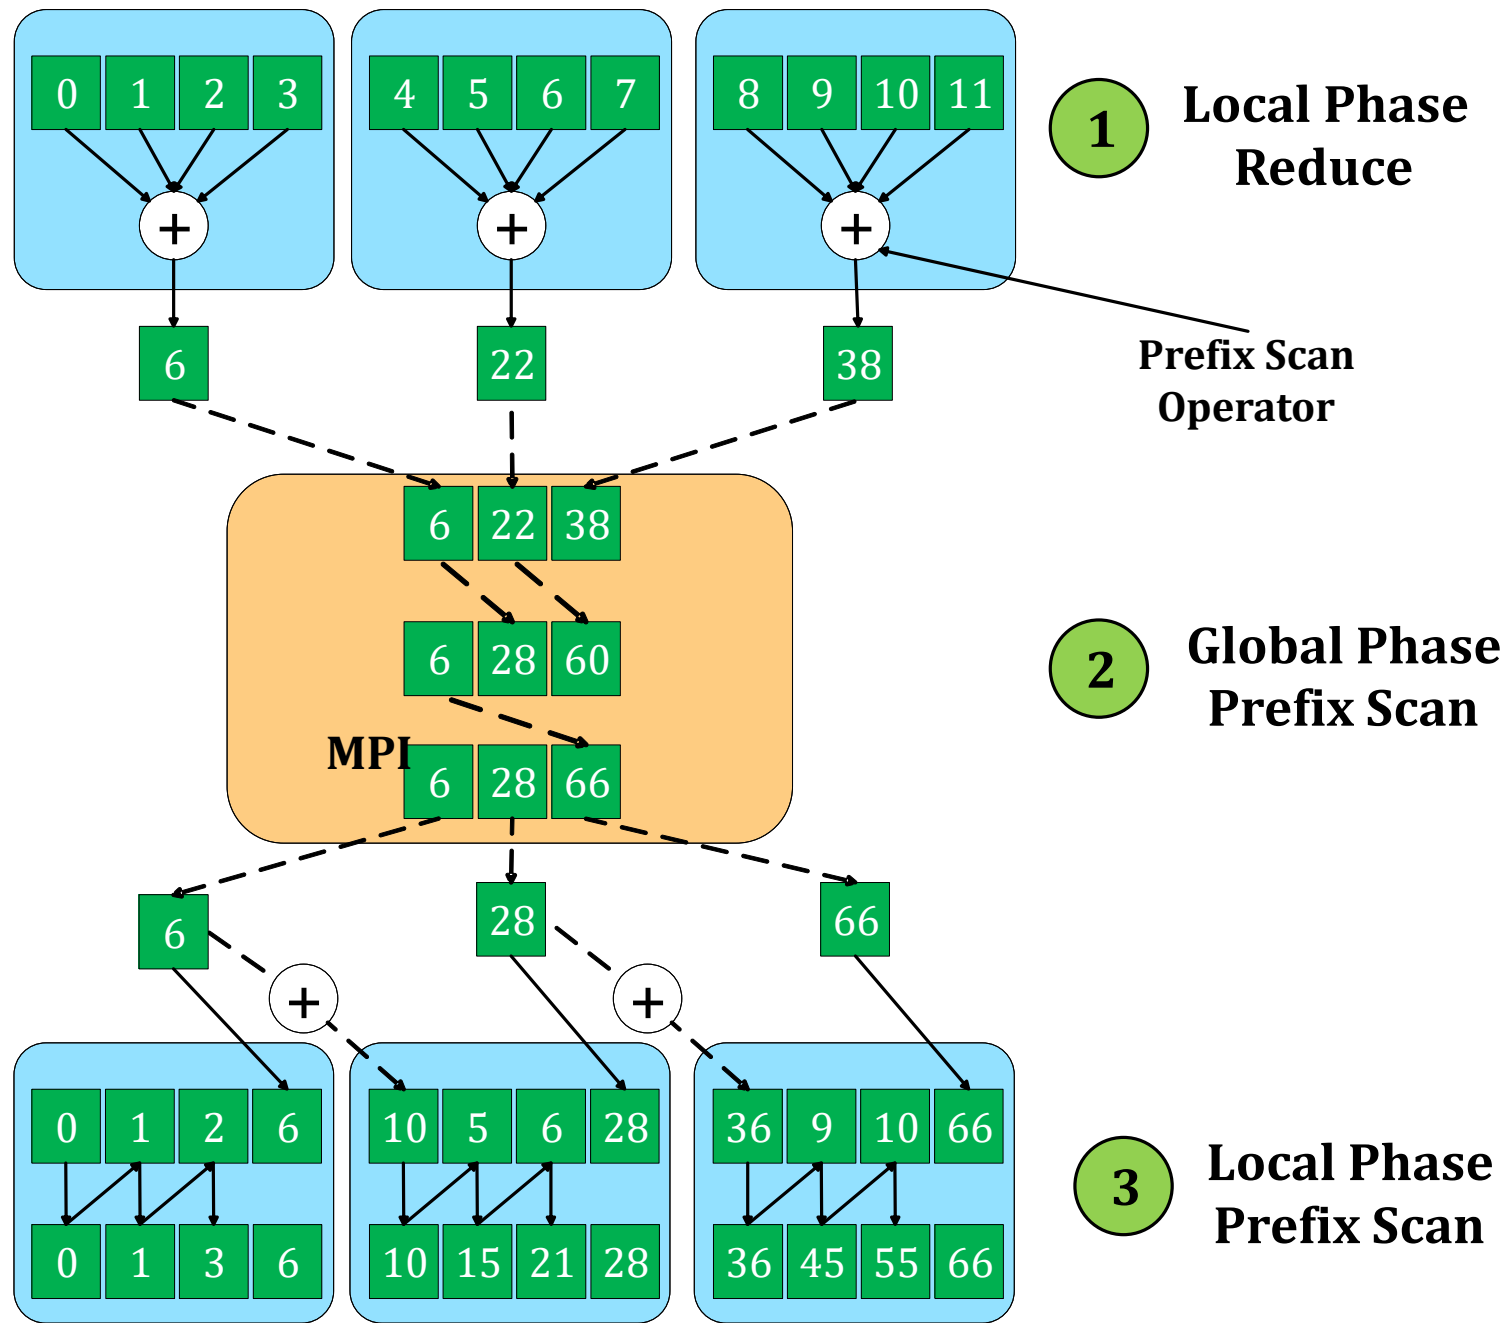 0 1 2 3 4 5 6 7 8 9 10 11
1 Local Phase
Reduce
+ + +
6 22 38
Prefix Scan
Operator
6 22 38
6 28 60
2 Global Phase
Prefix Scan
MPI
6 28 66
6 28 66
+ +
0 1 2 6 10 5 6 28 36 9 10 66
3 Local Phase
Prefix Scan
0 1 3 6 10 15 21 28 36 45 55 66